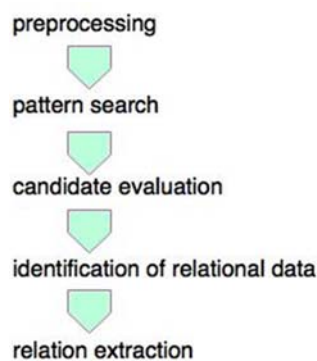 preprocessing
pattern search
candidate evaluation
identification of relational data
relation extraction